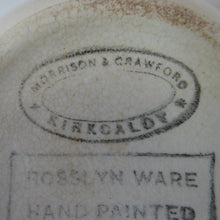 MORRISON & CRAWFORD
KIRKCALDY
ROSSLYN WARE
HAND PAINTED